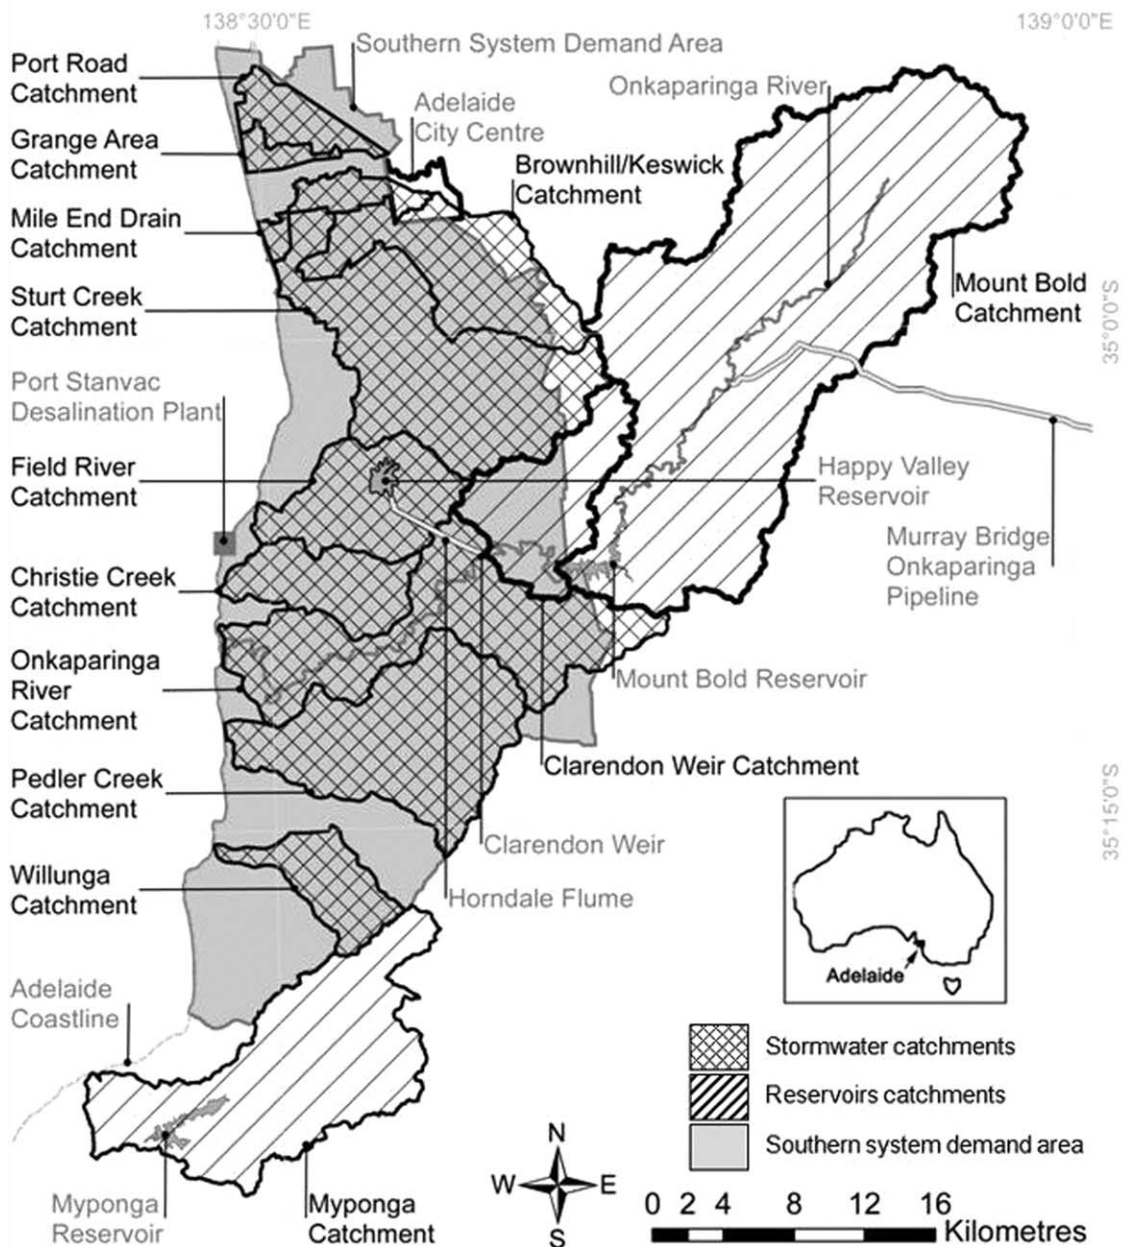 138°30'0"E
139°0'0"E
Southern System Demand Area
Port Road
Catchment
Onkaparinga River
Adelaide
City Centre
Grange Area
Catchment
Brownhill/Keswick
Catchment
Mile End Drain
Catchment
Mount Bold
Catchment
Sturt Creek
Catchment
35°0'0"S
Port Stanvac
Desalination Plant
Field River
Catchment
Happy Valley
Reservoir
Murray Bridge
Onkaparinga
Pipeline
Christie Creek
Catchment
Onkaparinga
River
Catchment
Mount Bold Reservoir
Clarendon Weir Catchment
Pedler Creek
Catchment
35°15'0"S
Clarendon Weir
Willunga
Catchment
Horndale Flume
Adelaide
Adelaide
Coastline
Stormwater catchments
Reservoirs catchments
Southern system demand area
N
W
E
S
Myponga
Reservoir
Myponga
Catchment
0 2 4 8 12 16
Kilometres